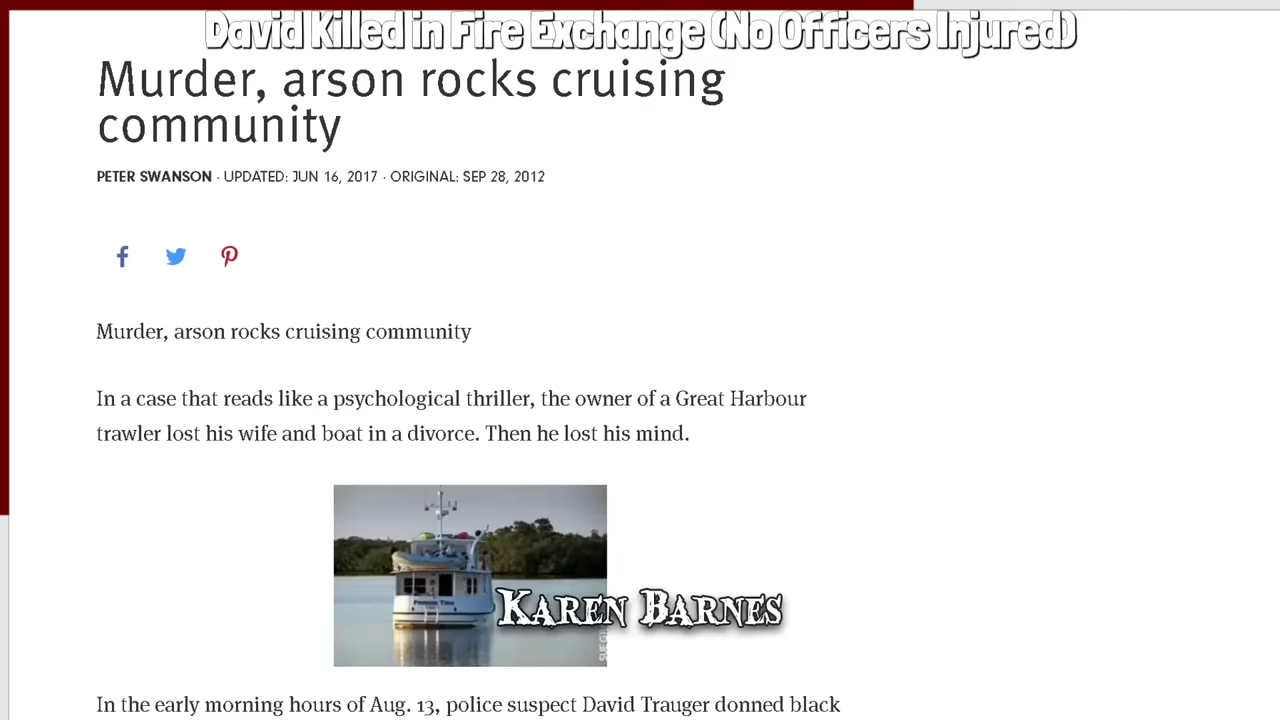 David Killed in Fire Exchange (No Officers Injured)
Murder, arson rocks cruising
community
PETER SWANSON · UPDATED: JUN 16, 2017 · ORIGINAL: SEP 28, 2012
Murder, arson rocks cruising community
In a case that reads like a psychological thriller, the owner of a Great Harbour
trawler lost his wife and boat in a divorce. Then he lost his mind.
KAREN BARNES
In the early morning hours of Aug. 13, police suspect David Trauger donned black